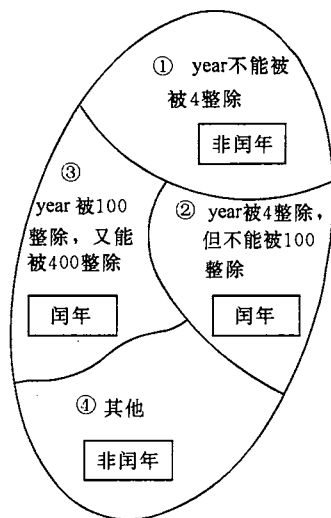 ① year不能被
被4整除
非闰年
③
year 被100
整除，又能
被400整除
闰年
② year被4整除，
但不能被100
整除
闰年
④ 其他
非闰年